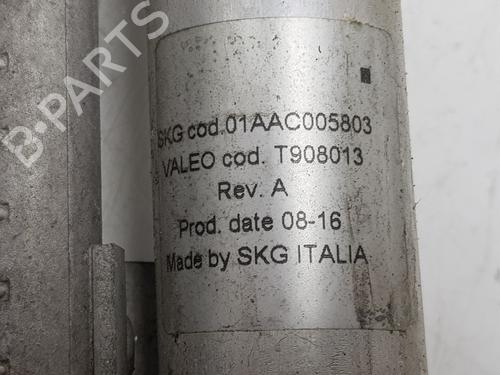 B-PARTS
SKG cod.01AAC005803
VALEO cod. T908013
Rev. A
Prod. date 08-16
Made by SKG ITALIA